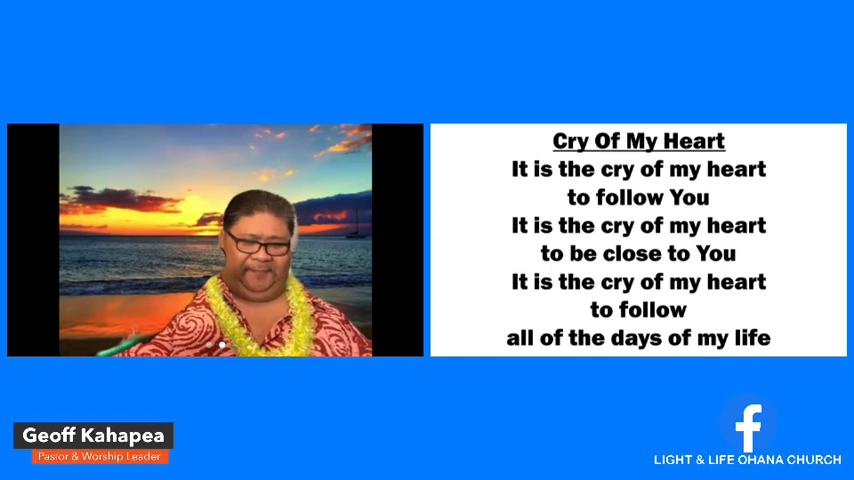 Cry Of My Heart
It is the cry of my heart
to follow You
It is the cry of my heart
to be close to You
It is the cry of my heart
to follow
all of the days of my life
Geoff Kahapea
Pastor & Worship Leader
LIGHT & LIFE OHANA CHURCH